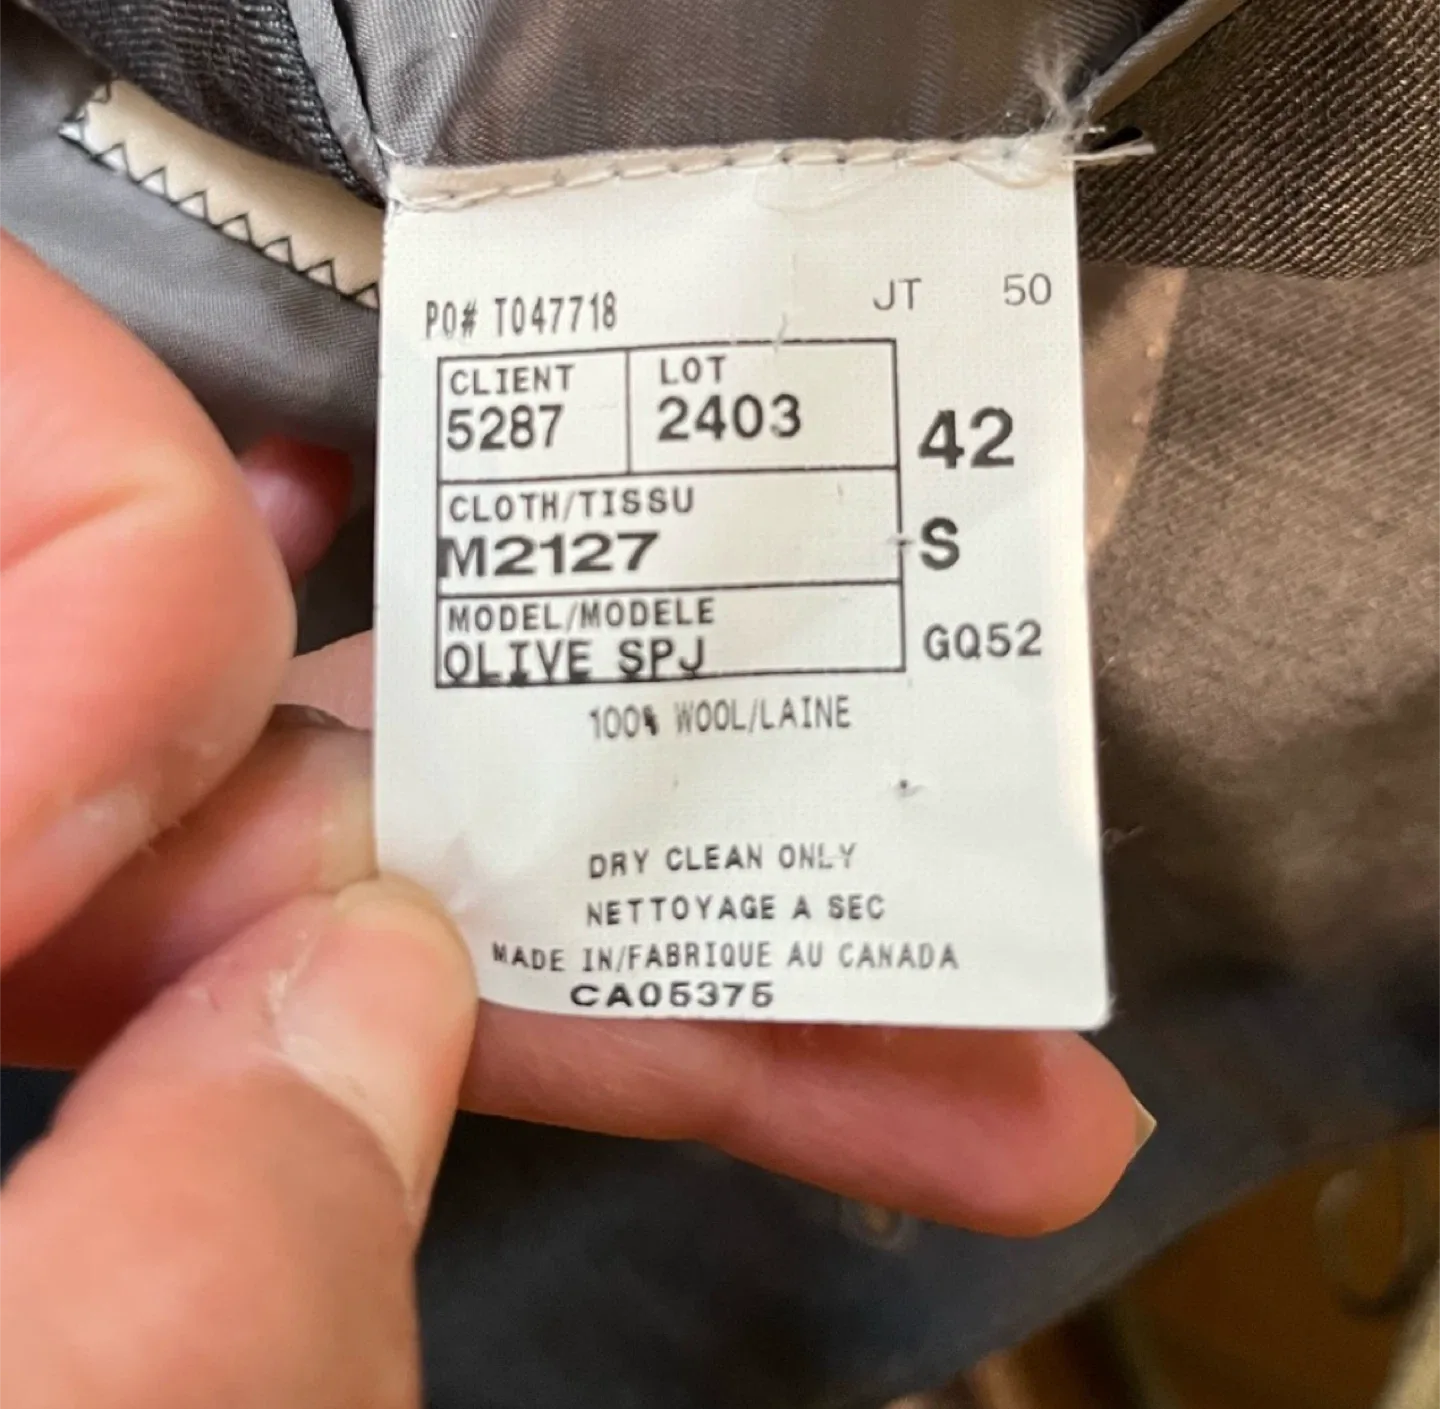 PO# T047718
JT 50
CLIENT
5287
LOT
2403
42
CLOTH/TISSU
M2127
S
MODEL/MODELE
OLIVE SPJ
GQ52
100% WOOL/LAINE
DRY CLEAN ONLY
NETTOYAGE A SEC
MADE IN/FABRIQUE AU CANADA
CA05375